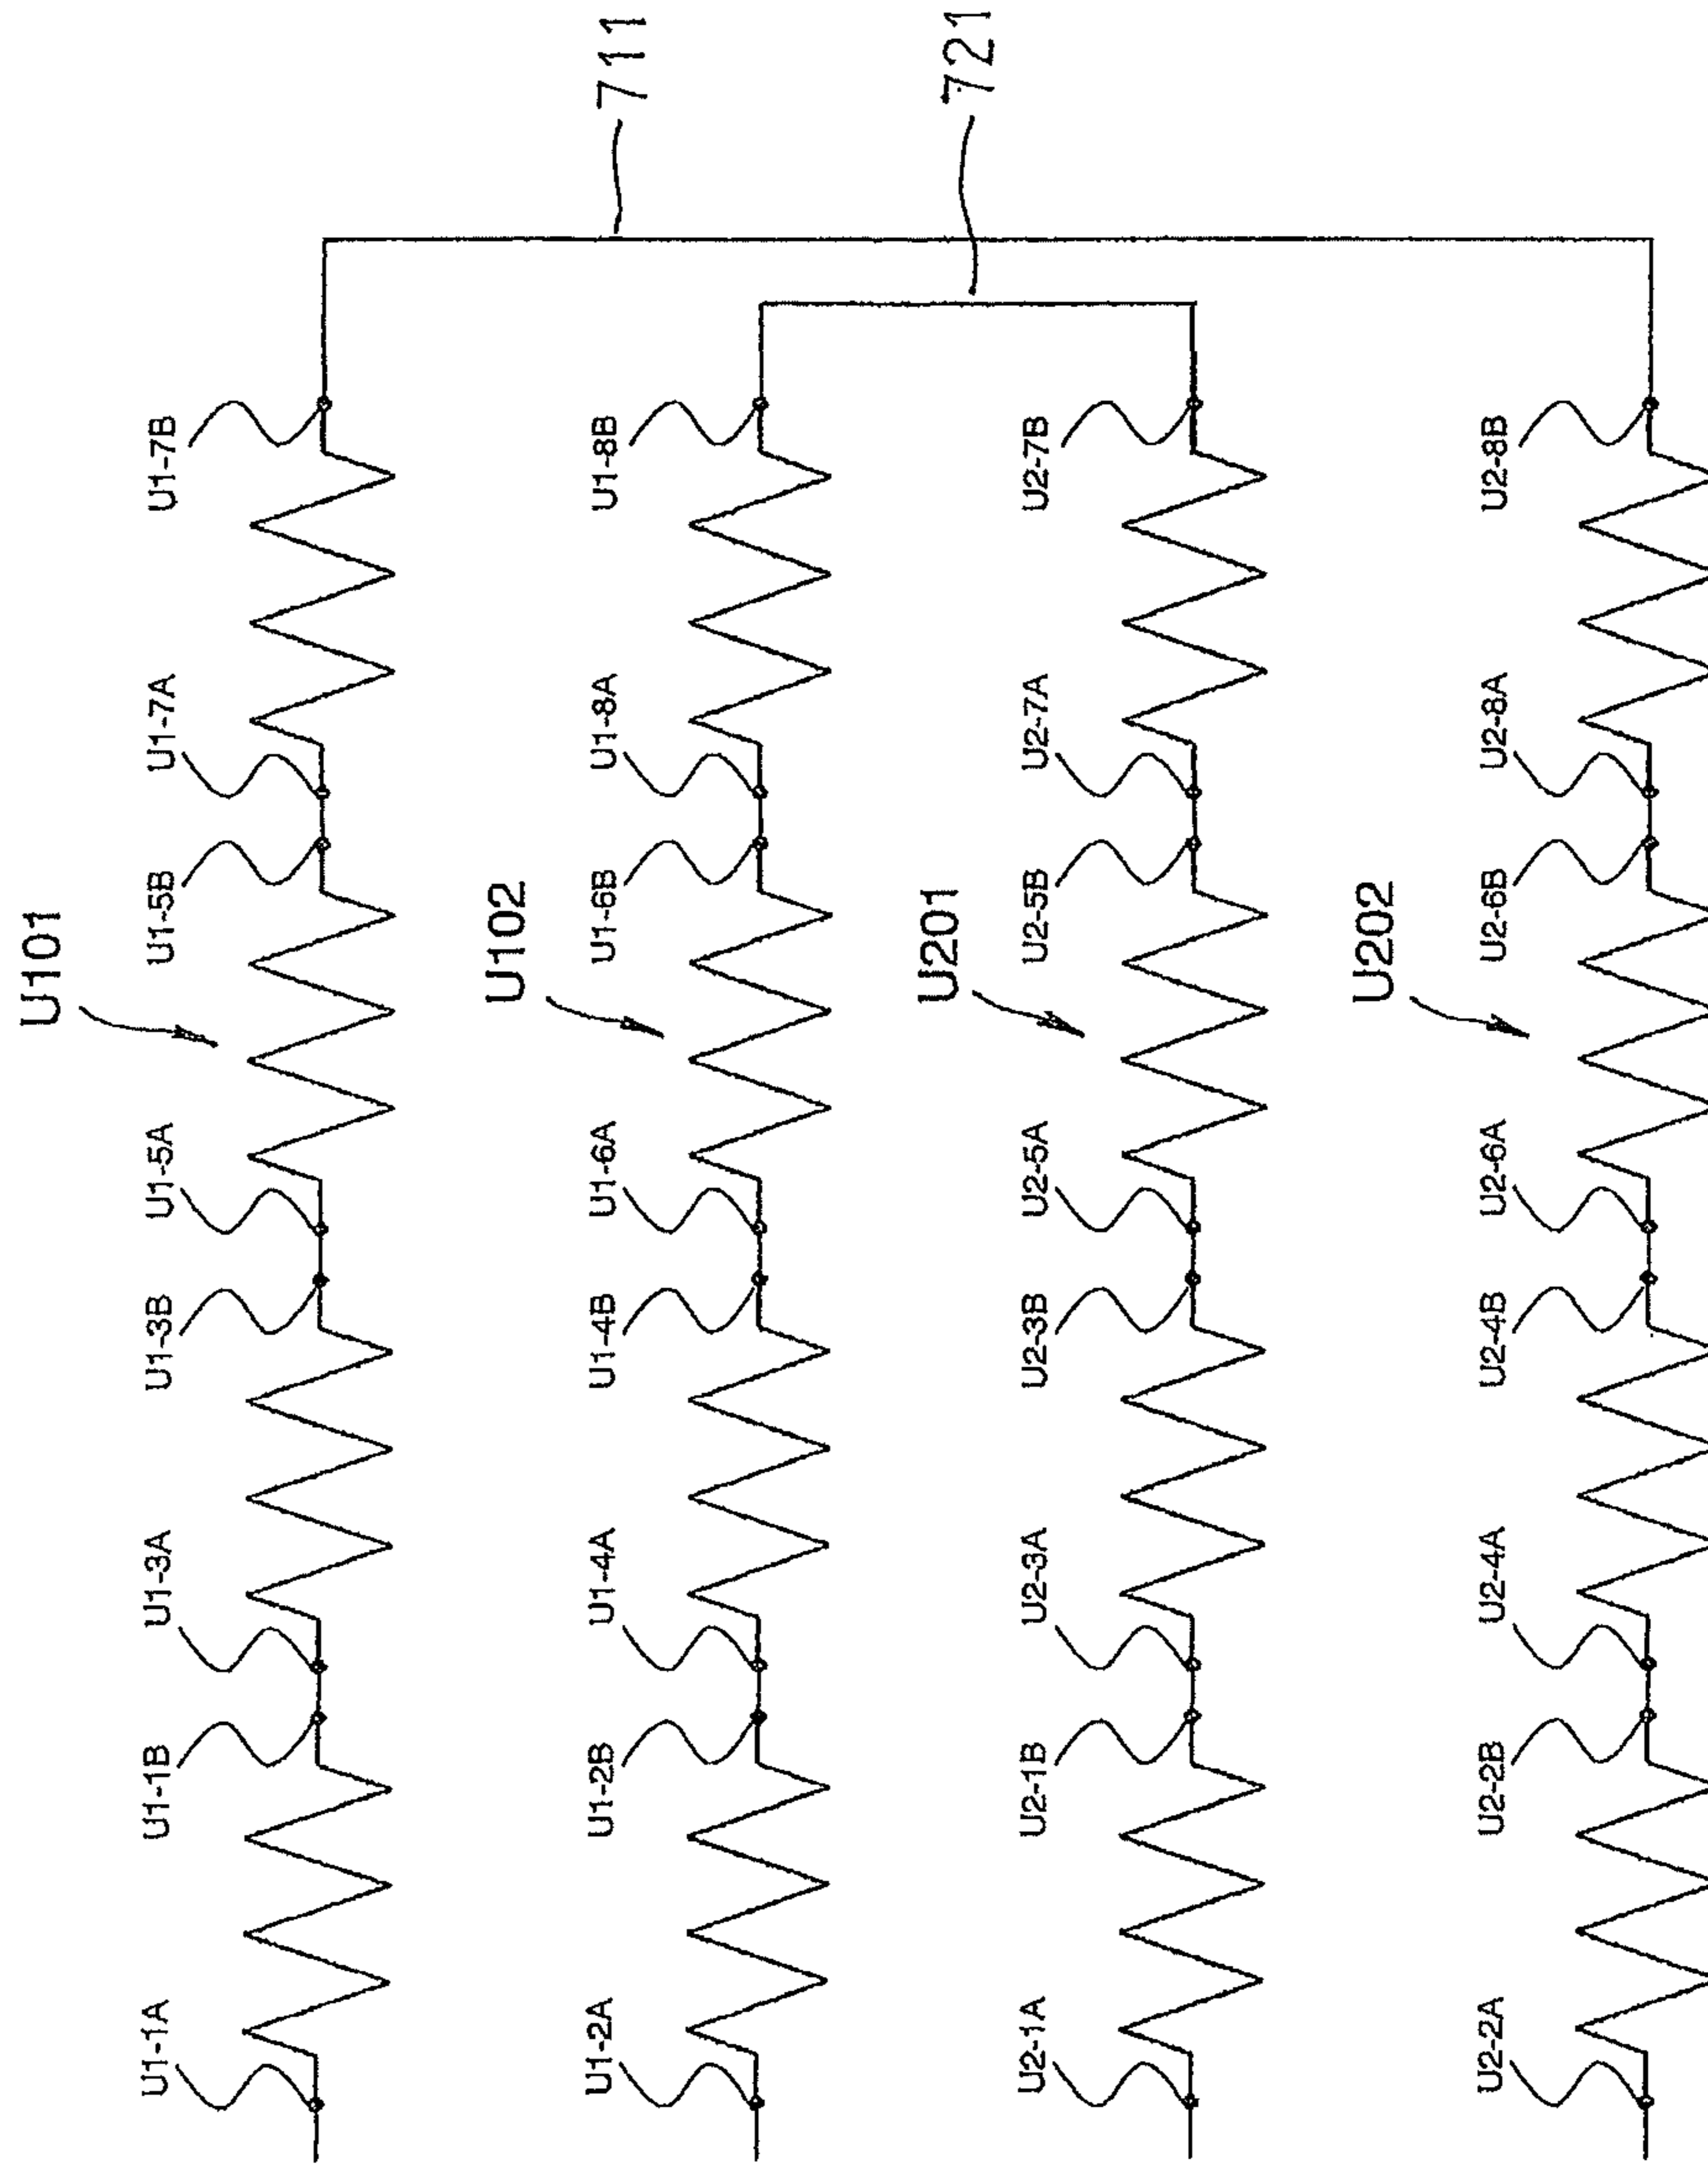 U101
U1-1A
U1-1B
U1-3A
U1-3B
U1-5A
U1-5B
U1-7A
U1-7B
711
U102
U1-2A
U1-2B
U1-4A
U1-4B
U1-6A
U1-6B
U1-8A
U1-8B
721
U201
U2-1A
U2-1B
U2-3A
U2-3B
U2-5A
U2-5B
U2-7A
U2-7B
U202
U2-2A
U2-2B
U2-4A
U2-4B
U2-6A
U2-6B
U2-8A
U2-8B